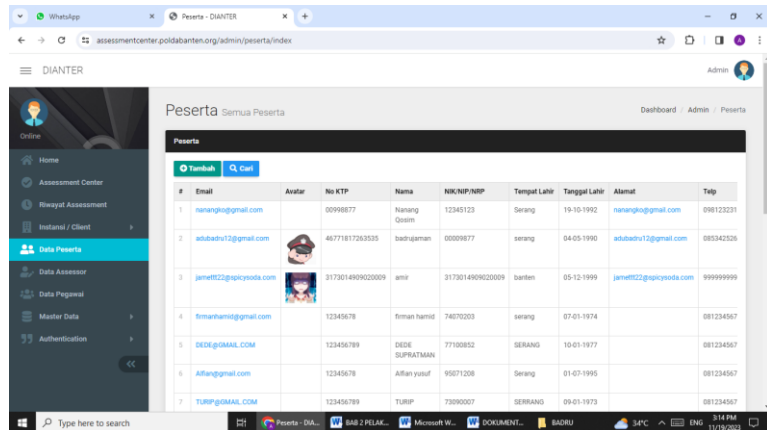 WhatsApp
Peserta - DIANTER
assessmentcenter.poldabanten.org/admin/peserta/index
DIANTER
Admin
Online
Home
Assessment Center
Riwayat Assessment
Instansi / Client
Data Peserta
Data Assessor
Data Pegawai
Master Data
Authentication
Peserta Semua Peserta
Dashboard / Admin / Peserta
Peserta
Tambah Cari
# Email Avatar No KTP Nama NIK/NIP/NRP Tempat Lahir Tanggal Lahir Alamat Telp
1 nanangko@gmail.com 00998877 Nanang Qosim 12345123 Serang 19-10-1992 nanangko@gmail.com 098123231
2 adubadru12@gmail.com 46771817263535 badrujaman 00009877 serang 04-05-1990 adubadru12@gmail.com 085342526
3 jamefft22@spicysoda.com 3173014909020009 amir 3173014909020009 banten 05-12-1999 jamefft22@spicysoda.com 999999999
4 firmanhamid@gmail.com 12345678 firman hamid 74070203 serang 07-01-1974 081234567
5 DEDE@GMAIL.COM 123456789 DEDE SUPRATMAN 77100852 SERANG 10-01-1977 081234567
6 Alfian@gmail.com 12345678 Alfian yusuf 95071208 Serang 01-07-1995 081234567
7 TURIP@GMAIL.COM 123456789 TURIP 73090007 SERRANG 09-01-1973 081234567
Type here to search
Peserta - DIA...
BAB 2 PELAK...
Microsoft W...
DOKUMENT...
BADRU
34°C
ENG
3:14 PM
11/19/2023